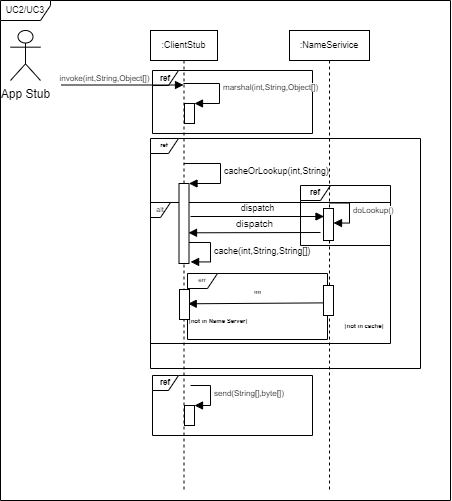 UC2/UC3
:ClientStub
:NameSerivice
App Stub
invoke(int,String,Object[])
ref
marshal(int,String,Object[])
ref
cacheOrLookup(int,String)
ref
alt
dispatch
doLookup()
dispatch
cache(int,String,String[])
err
[not in Name Server]
[not in cache]
ref
send(String[],byte[])